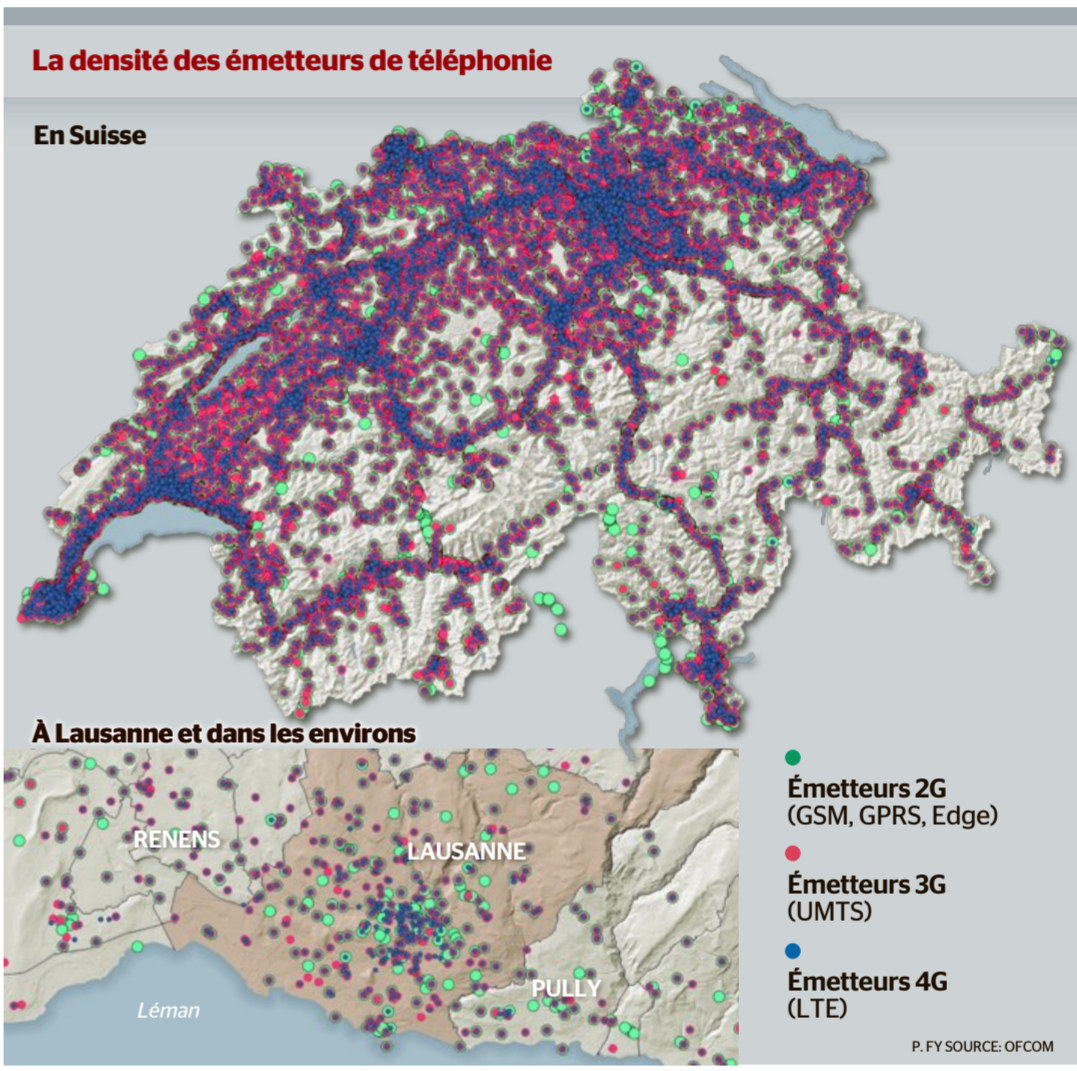 La densité des émetteurs de téléphonie
En Suisse
À Lausanne et dans les environs
RENENS
LAUSANNE
PULLY
Léman
Émetteurs 2G
(GSM, GPRS, Edge)
Émetteurs 3G
(UMTS)
Émetteurs 4G
(LTE)
P. FY SOURCE: OFCOM